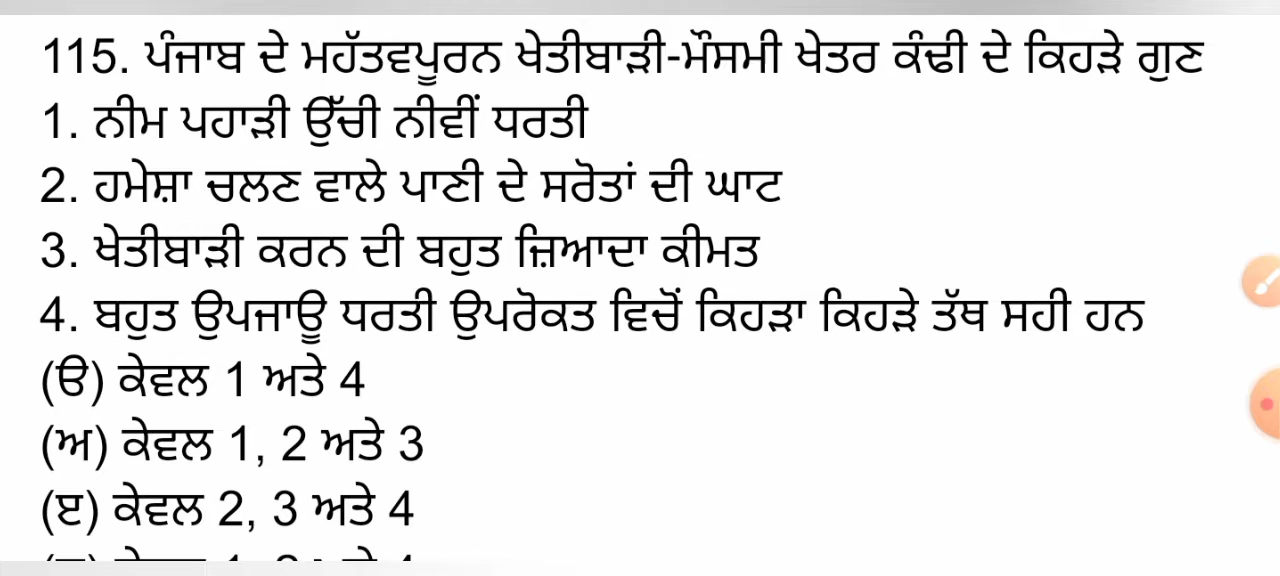 115. ਪੰਜਾਬ ਦੇ ਮਹੱਤਵਪੂਰਨ ਖੇਤੀਬਾੜੀ-ਮੌਸਮੀ ਖੇਤਰ ਕੰਢੀ ਦੇ ਕਿਹੜੇ ਗੁਣ
1. ਨੀਮ ਪਹਾੜੀ ਉੱਚੀ ਨੀਵੀਂ ਧਰਤੀ
2. ਹਮੇਸ਼ਾ ਚਲਣ ਵਾਲੇ ਪਾਣੀ ਦੇ ਸਰੋਤਾਂ ਦੀ ਘਾਟ
3. ਖੇਤੀਬਾੜੀ ਕਰਨ ਦੀ ਬਹੁਤ ਜ਼ਿਆਦਾ ਕੀਮਤ
4. ਬਹੁਤ ਉਪਜਾਊ ਧਰਤੀ ਉਪਰੋਕਤ ਵਿਚੋਂ ਕਿਹੜਾ ਕਿਹੜੇ ਤੱਥ ਸਹੀ ਹਨ
(ੳ) ਕੇਵਲ 1 ਅਤੇ 4
(ਅ) ਕੇਵਲ 1, 2 ਅਤੇ 3
(ੲ) ਕੇਵਲ 2, 3 ਅਤੇ 4